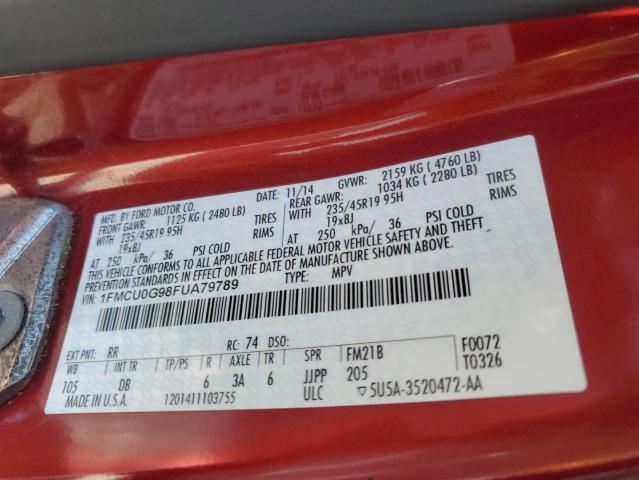 MFD. BY FORD MOTOR CO.
DATE: 11/14 GVWR: 2159 KG ( 4760 LB)
FRONT GAWR: 1125 KG ( 2480 LB) REAR GAWR: 1034 KG ( 2280 LB)
WITH 235/45R19 95H TIRES WITH 235/45R19 95H TIRES
19x8J RIMS 19x8J RIMS
AT 250 kPa/ 36 PSI COLD AT 250 kPa/ 36 PSI COLD
THIS VEHICLE CONFORMS TO ALL APPLICABLE FEDERAL MOTOR VEHICLE SAFETY AND THEFT
PREVENTION STANDARDS IN EFFECT ON THE DATE OF MANUFACTURE SHOWN ABOVE.
VIN: 1FMCU0G98FUA79789 TYPE: MPV
EXT PNT: RR RC: 74 DSO: F0072
WB INT TR TP/PS R AXLE TR SPR FM21B T0326
105 DB 6 3A 6 JJPP 205
MADE IN U.S.A. 1201411103755 ULC ▽5U5A-3520472-AA